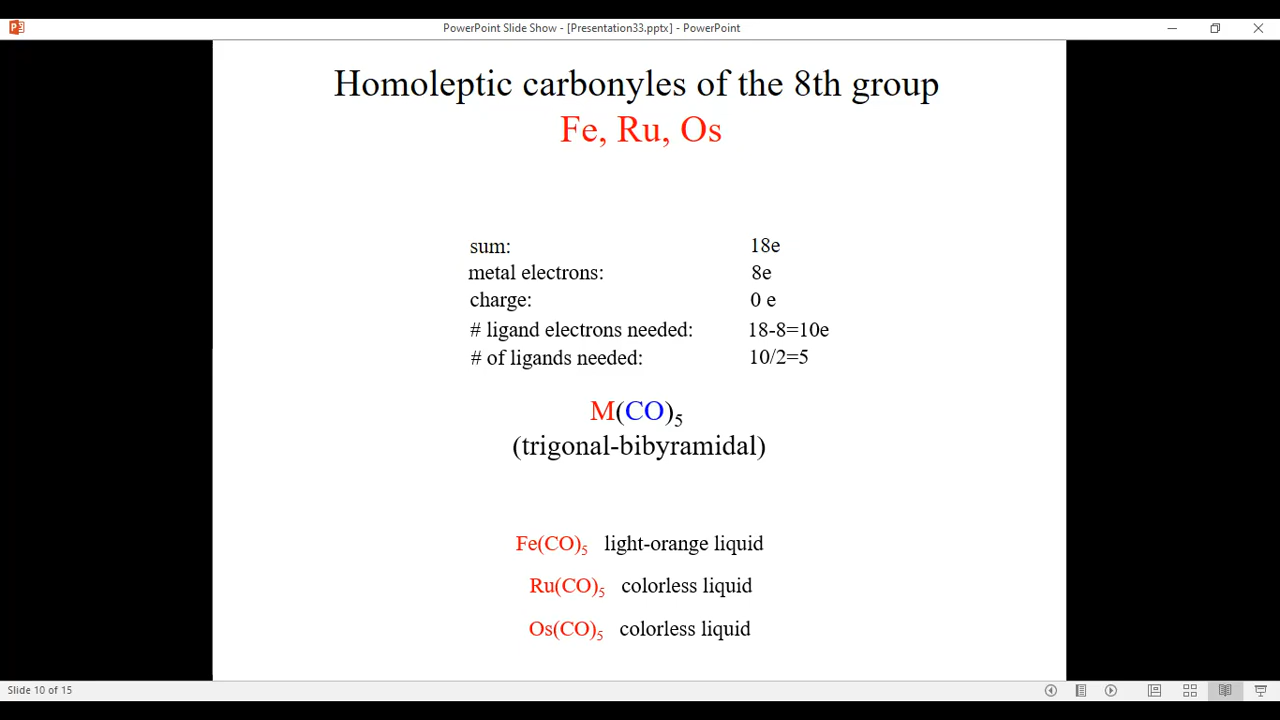 PowerPoint Slide Show - [Presentation33.pptx] - PowerPoint
Homoleptic carbonyles of the 8th group
Fe, Ru, Os
sum: 18e
metal electrons: 8e
charge: 0 e
# ligand electrons needed: 18-8=10e
# of ligands needed: 10/2=5
M(CO)₅
(trigonal-bibyramidal)
Fe(CO)₅ light-orange liquid
Ru(CO)₅ colorless liquid
Os(CO)₅ colorless liquid
Slide 10 of 15